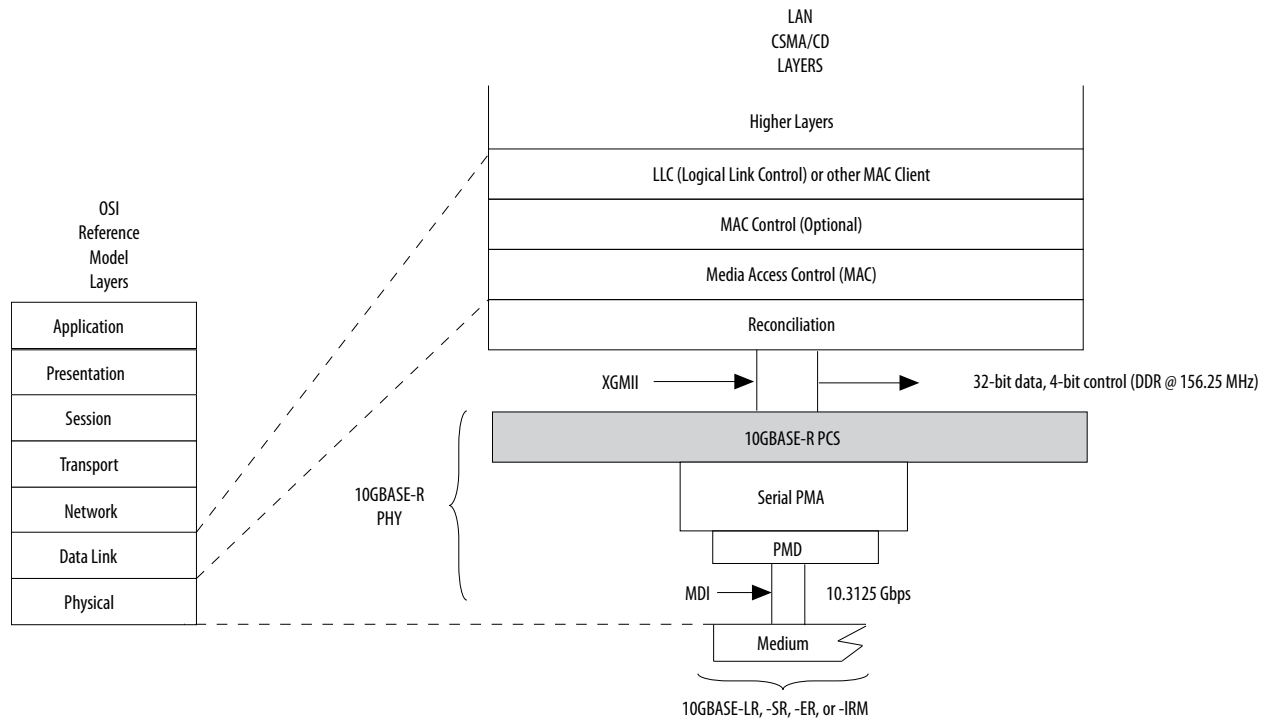 LAN
CSMA/CD
LAYERS
Higher Layers
LLC (Logical Link Control) or other MAC Client
MAC Control (Optional)
Media Access Control (MAC)
Reconciliation
OSI
Reference
Model
Layers
Application
Presentation
Session
Transport
Network
Data Link
Physical
XGMII
32-bit data, 4-bit control (DDR @ 156.25 MHz)
10GBASE-R PCS
10GBASE-R
PHY
Serial PMA
PMD
MDI
10.3125 Gbps
Medium
10GBASE-LR, -SR, -ER, or -lRM